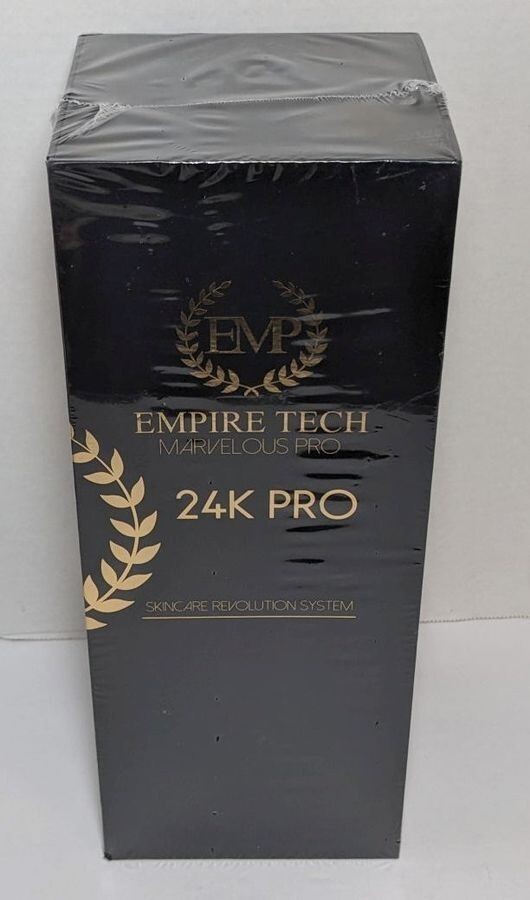 EMP
EMPIRE TECH
MARVELOUS PRO
24K PRO
SKINCARE REVOLUTION SYSTEM